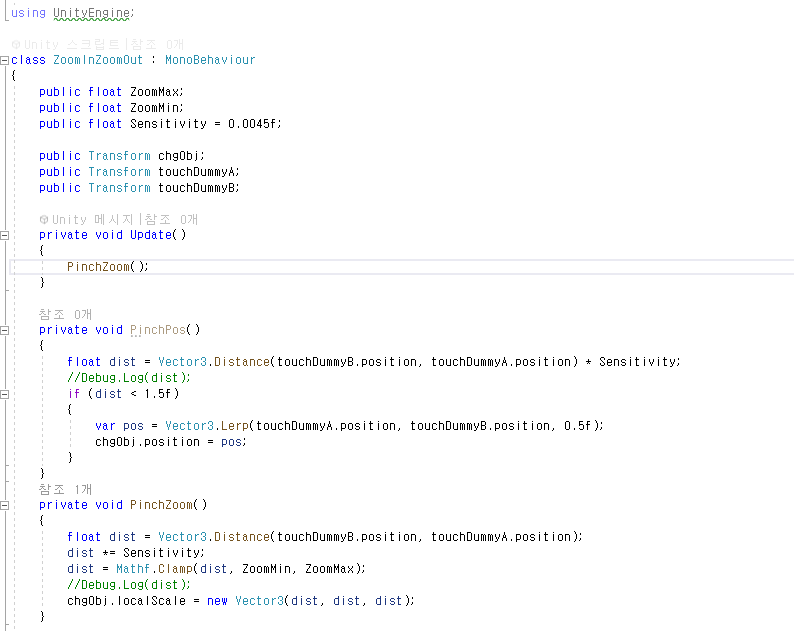 using UnityEngine;
Unity 스크립트|참조 0개
class ZoomInZoomOut : MonoBehaviour
{
public float ZoomMax;
public float ZoomMin;
public float Sensitivity = 0.0045f;
public Transform chgObj;
public Transform touchDummyA;
public Transform touchDummyB;
Unity 메시지|참조 0개
private void Update()
{
PinchZoom();
}
참조 0개
private void PinchPos()
{
float dist = Vector3.Distance(touchDummyB.position, touchDummyA.position) * Sensitivity;
//Debug.Log(dist);
if (dist < 1.5f)
{
var pos = Vector3.Lerp(touchDummyA.position, touchDummyB.position, 0.5f);
chgObj.position = pos;
}
}
참조 1개
private void PinchZoom()
{
float dist = Vector3.Distance(touchDummyB.position, touchDummyA.position);
dist *= Sensitivity;
dist = Mathf.Clamp(dist, ZoomMin, ZoomMax);
//Debug.Log(dist);
chgObj.localScale = new Vector3(dist, dist, dist);
}